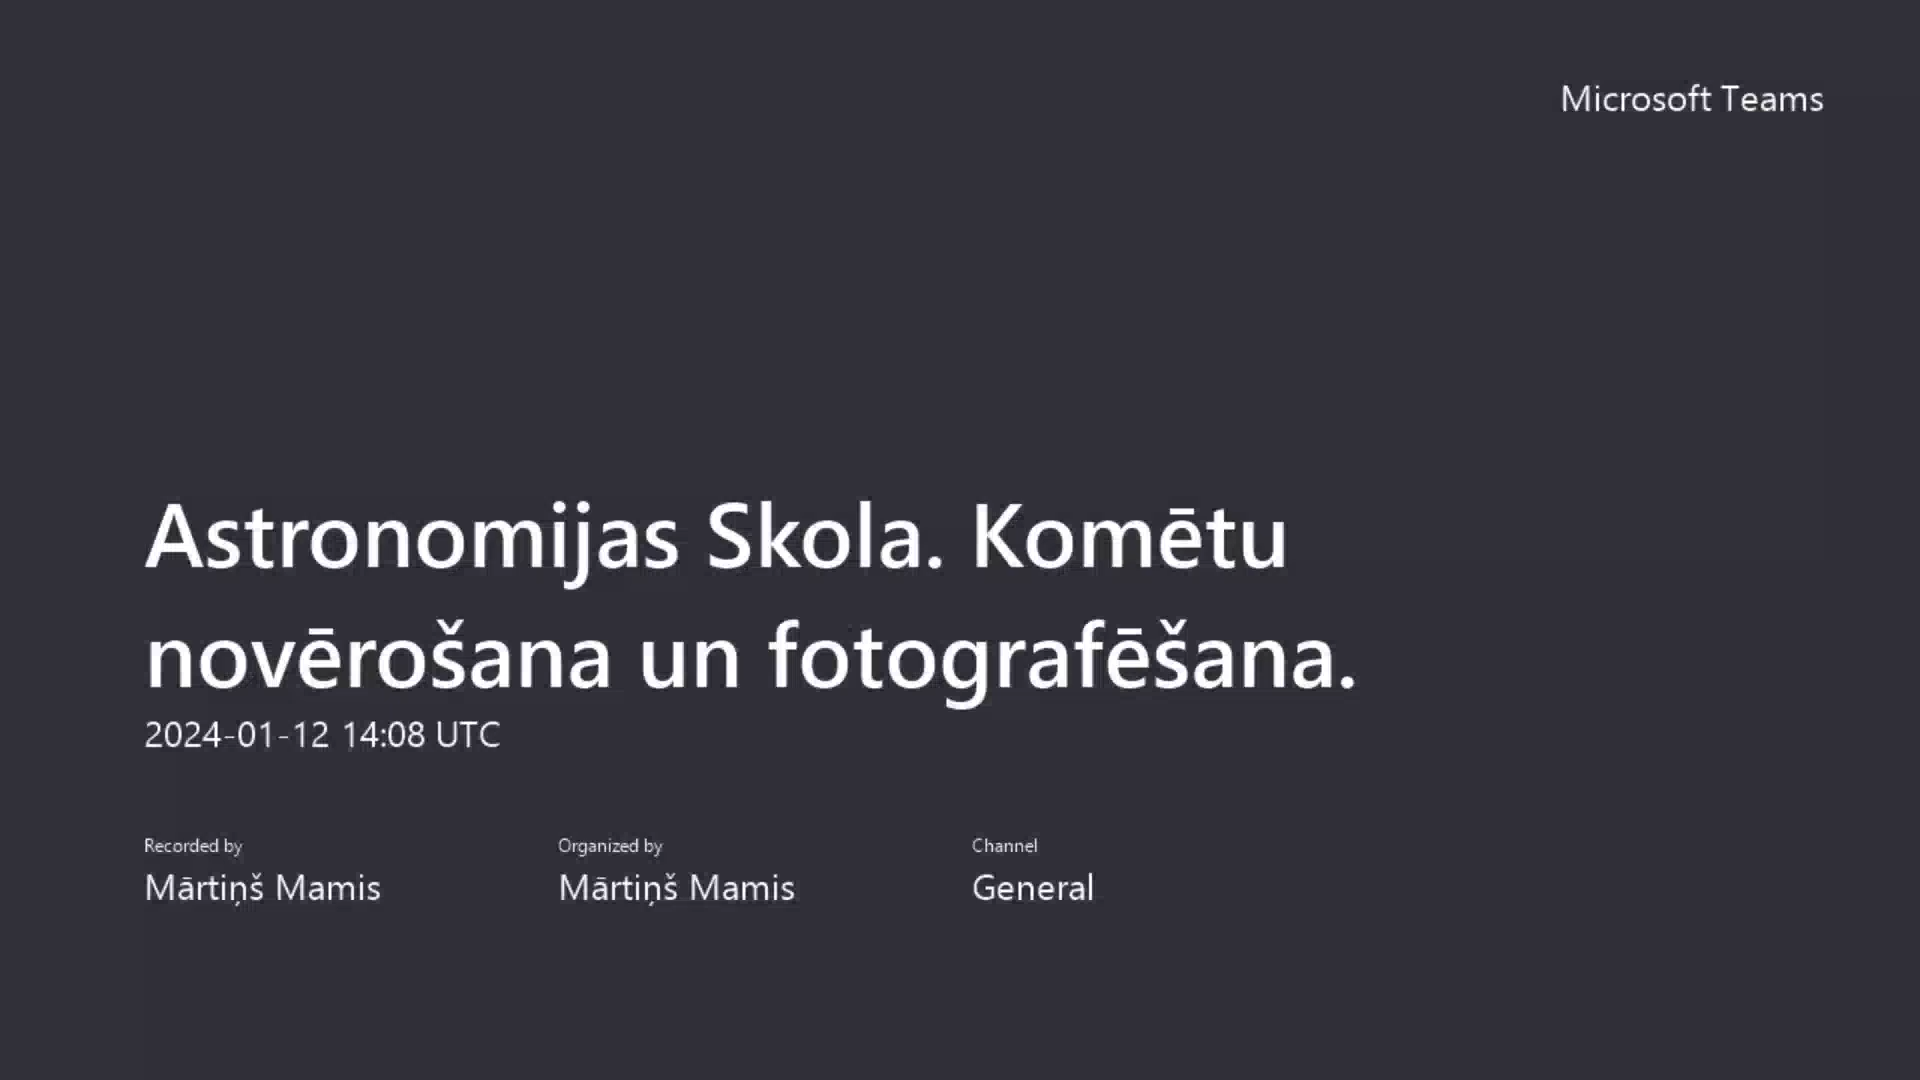 Microsoft Teams
Astronomijas Skola. Komētu
novērošana un fotografēšana.
2024-01-12 14:08 UTC
Recorded by
Mārtiņš Mamis
Organized by
Mārtiņš Mamis
Channel
General